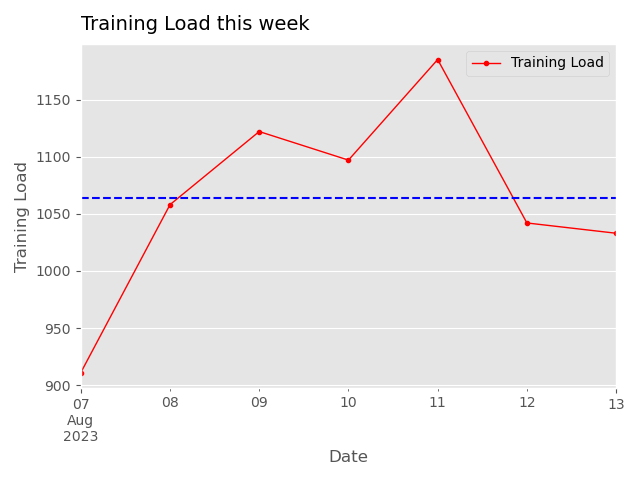 Training Load this week
Training Load
1150
1100
1050
1000
950
900
Training Load
07 08 09 10 11 12 13
Aug
2023
Date